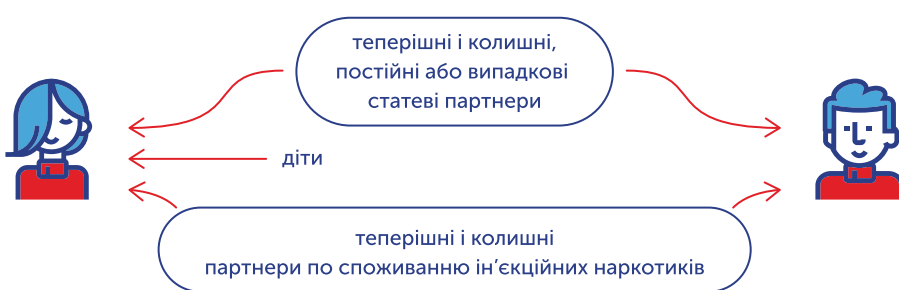 теперішні і колишні,
постійні або випадкові
статеві партнери
діти
теперішні і колишні
партнери по споживанню ін’єкційних наркотиків